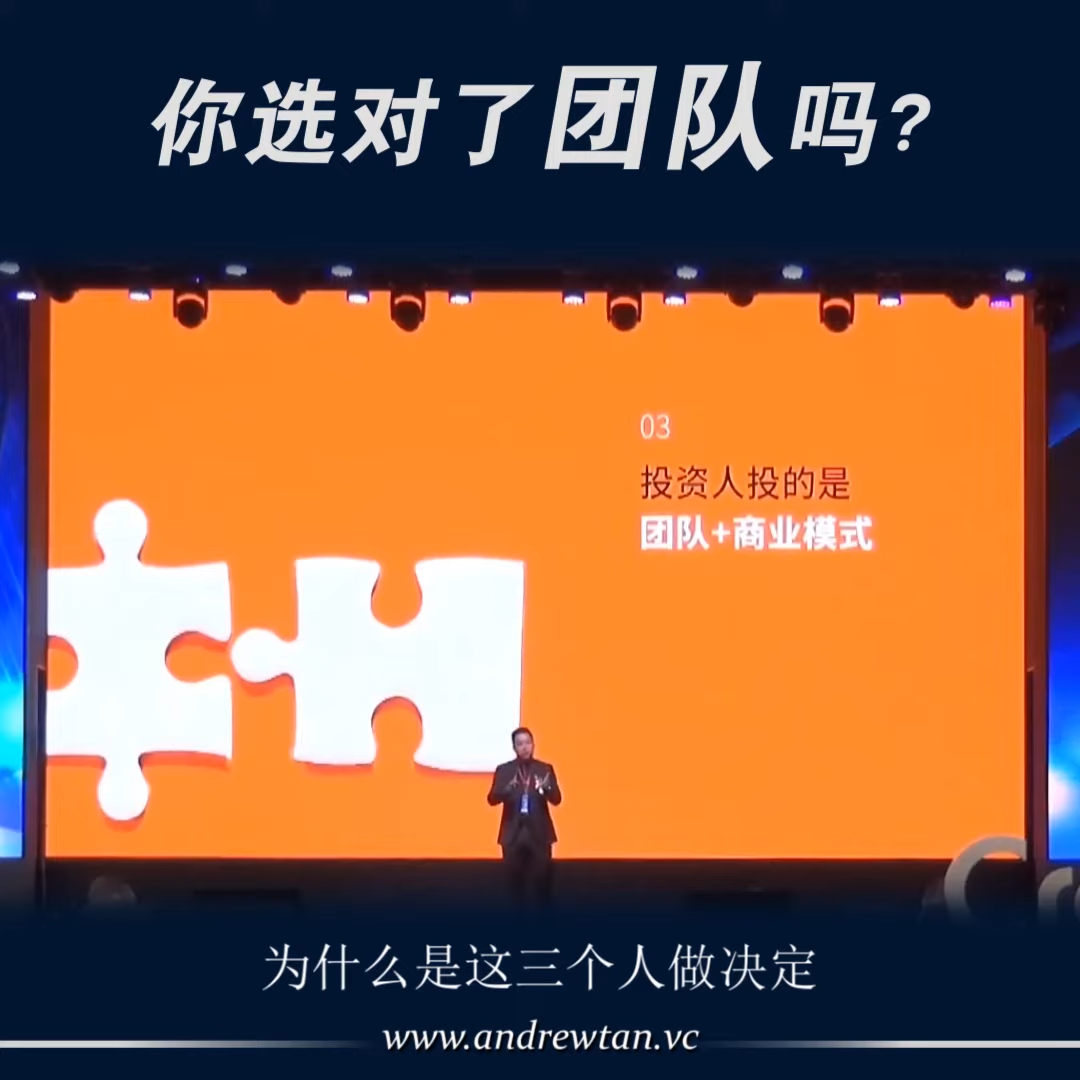 你选对了团队吗?
03
投资人投的是
团队+商业模式
为什么是这三个人做决定
www.andrewtan.vc